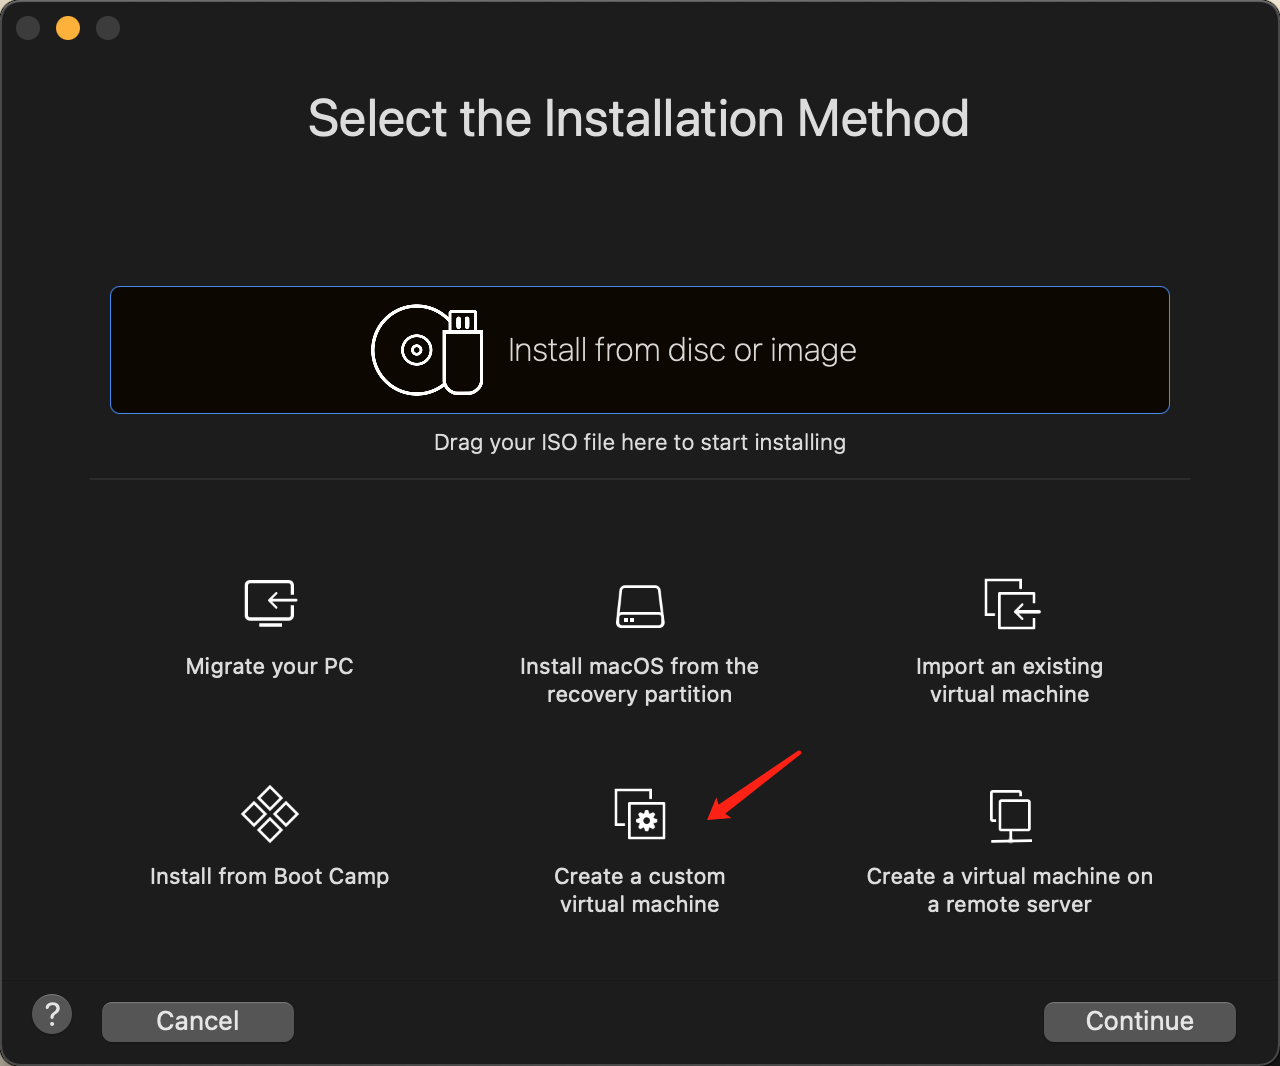 Select the Installation Method
Install from disc or image
Drag your ISO file here to start installing
Migrate your PC
Install macOS from the
recovery partition
Import an existing
virtual machine
Install from Boot Camp
Create a custom
virtual machine
Create a virtual machine on
a remote server
?
Cancel
Continue